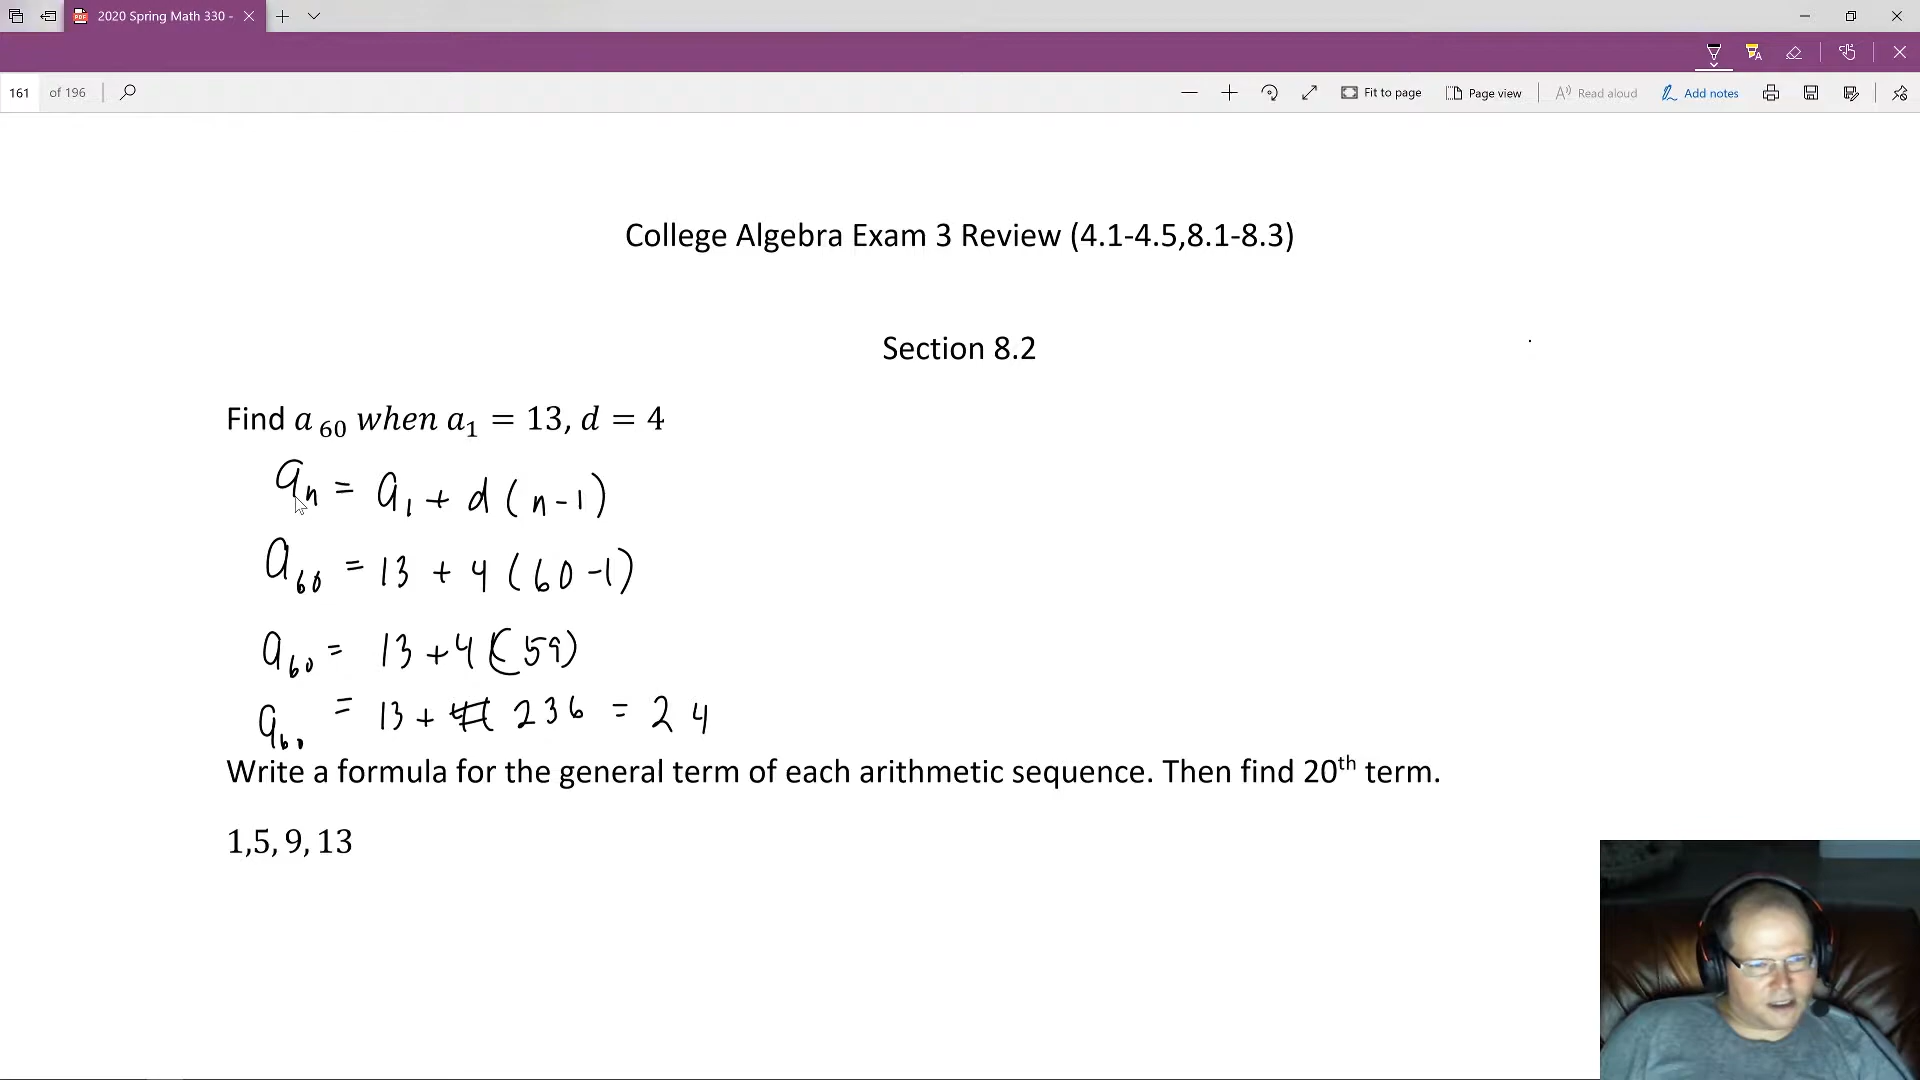 2020 Spring Math 330 -
161 of 196
Fit to page
Page view
Read aloud
Add notes
College Algebra Exam 3 Review (4.1-4.5,8.1-8.3)
Section 8.2
Find a 60 when a1 = 13, d = 4
an = a1 + d (n - 1)
a60 = 13 + 4 (60 - 1)
a60 = 13 + 4 (59)
a60 = 13 + 236 = 2 4
Write a formula for the general term of each arithmetic sequence. Then find 20th term.
1,5, 9, 13